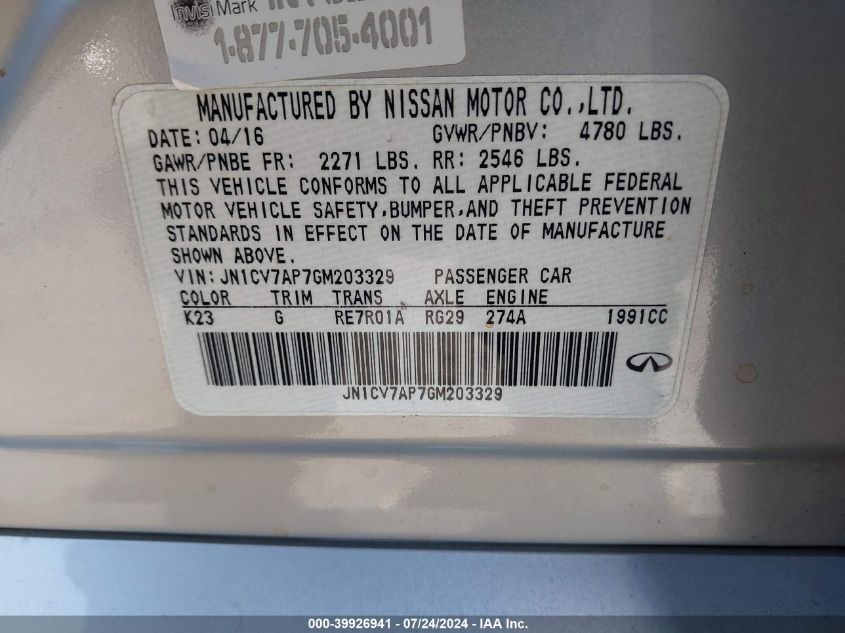 InvisiMark
1-877-705-4001
MANUFACTURED BY NISSAN MOTOR CO.,LTD.
DATE: 04/16 GVWR/PNBV: 4780 LBS.
GAWR/PNBE FR: 2271 LBS. RR: 2546 LBS.
THIS VEHICLE CONFORMS TO ALL APPLICABLE FEDERAL
MOTOR VEHICLE SAFETY,BUMPER,AND THEFT PREVENTION
STANDARDS IN EFFECT ON THE DATE OF MANUFACTURE
SHOWN ABOVE.
VIN:JN1CV7AP7GM203329 PASSENGER CAR
COLOR TRIM TRANS AXLE ENGINE
K23 G RE7R01A RG29 274A 1991CC
JN1CV7AP7GM203329
000-39926941 - 07/24/2024 - IAA Inc.